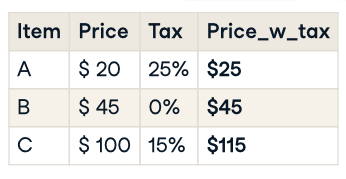 Item Price Tax Price_w_tax
A $ 20 25% $25
B $ 45 0% $45
C $ 100 15% $115